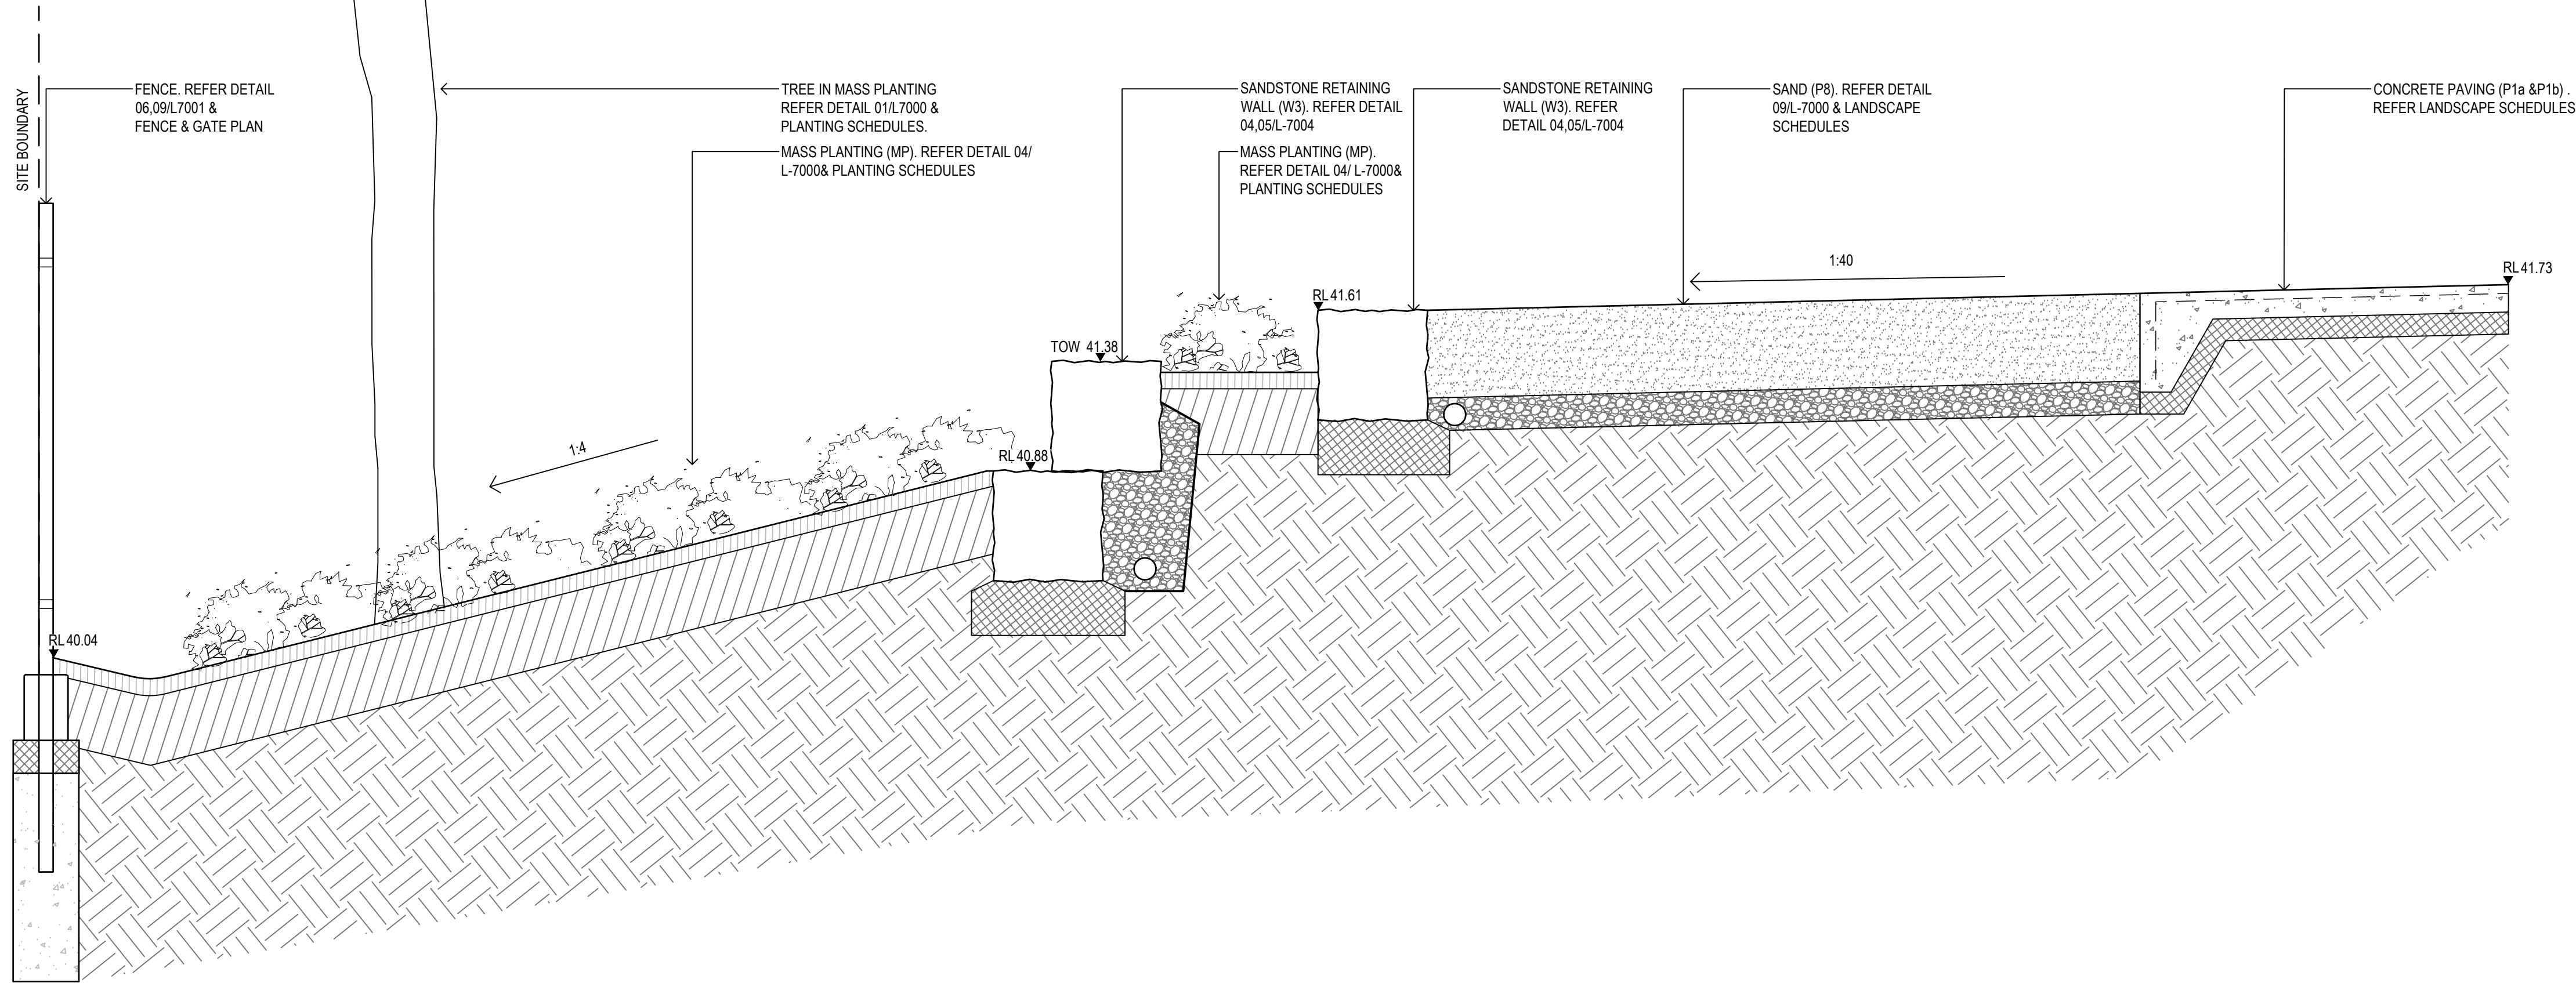 SITE BOUNDARY
FENCE. REFER DETAIL
06,09/L7001 &
FENCE & GATE PLAN
TREE IN MASS PLANTING
REFER DETAIL 01/L7000 &
PLANTING SCHEDULES.
MASS PLANTING (MP). REFER DETAIL 04/
L-7000& PLANTING SCHEDULES
SANDSTONE RETAINING
WALL (W3). REFER DETAIL
04,05/L-7004
MASS PLANTING (MP).
REFER DETAIL 04/ L-7000&
PLANTING SCHEDULES
SANDSTONE RETAINING
WALL (W3). REFER
DETAIL 04,05/L-7004
SAND (P8). REFER DETAIL
09/L-7000 & LANDSCAPE
SCHEDULES
CONCRETE PAVING (P1a &P1b) .
REFER LANDSCAPE SCHEDULES
1:40
RL 41.73
RL 41.61
TOW 41.38
1:4
RL 40.88
RL 40.04